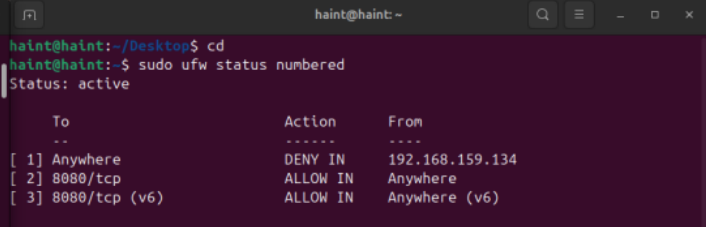 haint@haint: ~
haint@haint:~/Desktop$ cd
haint@haint:~$ sudo ufw status numbered
Status: active
     To                         Action      From
     --                         ------      ----
[ 1] Anywhere                   DENY IN     192.168.159.134
[ 2] 8080/tcp                   ALLOW IN    Anywhere
[ 3] 8080/tcp (v6)              ALLOW IN    Anywhere (v6)